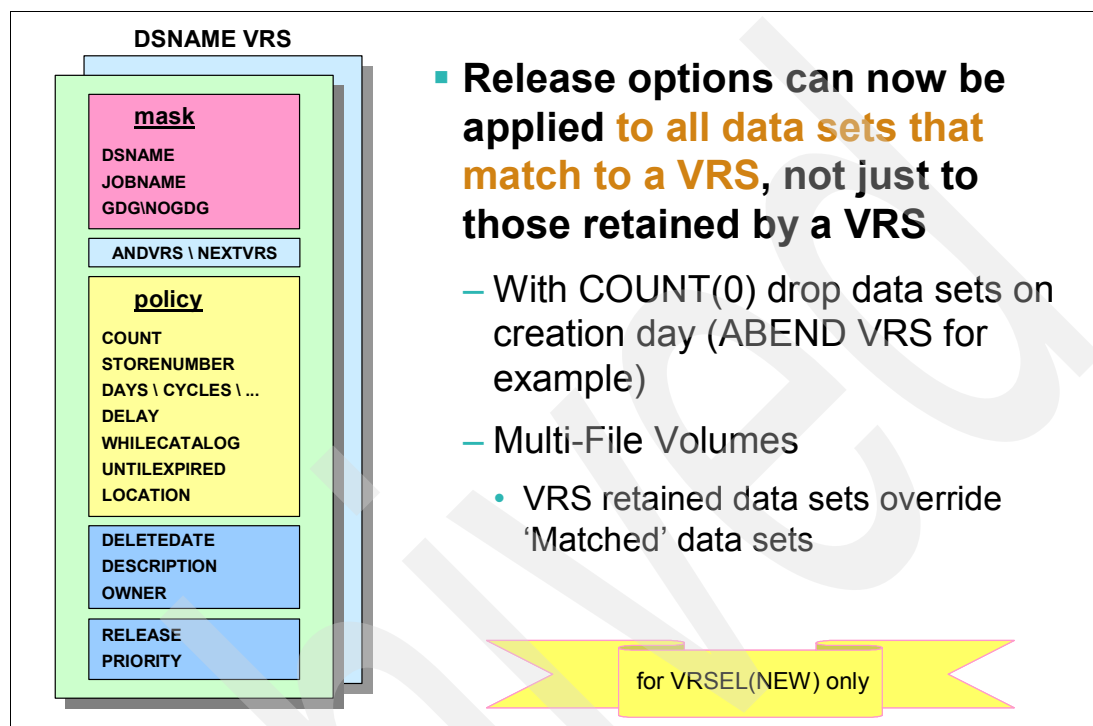 DSNAME VRS
mask
DSNAME
JOBNAME
GDG\NOGDG
ANDVRS \ NEXTVRS
policy
COUNT
STORENUMBER
DAYS \ CYCLES \ ...
DELAY
WHILECATALOG
UNTILEXPIRED
LOCATION
DELETEDATE
DESCRIPTION
OWNER
RELEASE
PRIORITY
▪ Release options can now be
applied to all data sets that
match to a VRS, not just to
those retained by a VRS
– With COUNT(0) drop data sets on
creation day (ABEND VRS for
example)
– Multi-File Volumes
• VRS retained data sets override
‘Matched’ data sets
for VRSEL(NEW) only